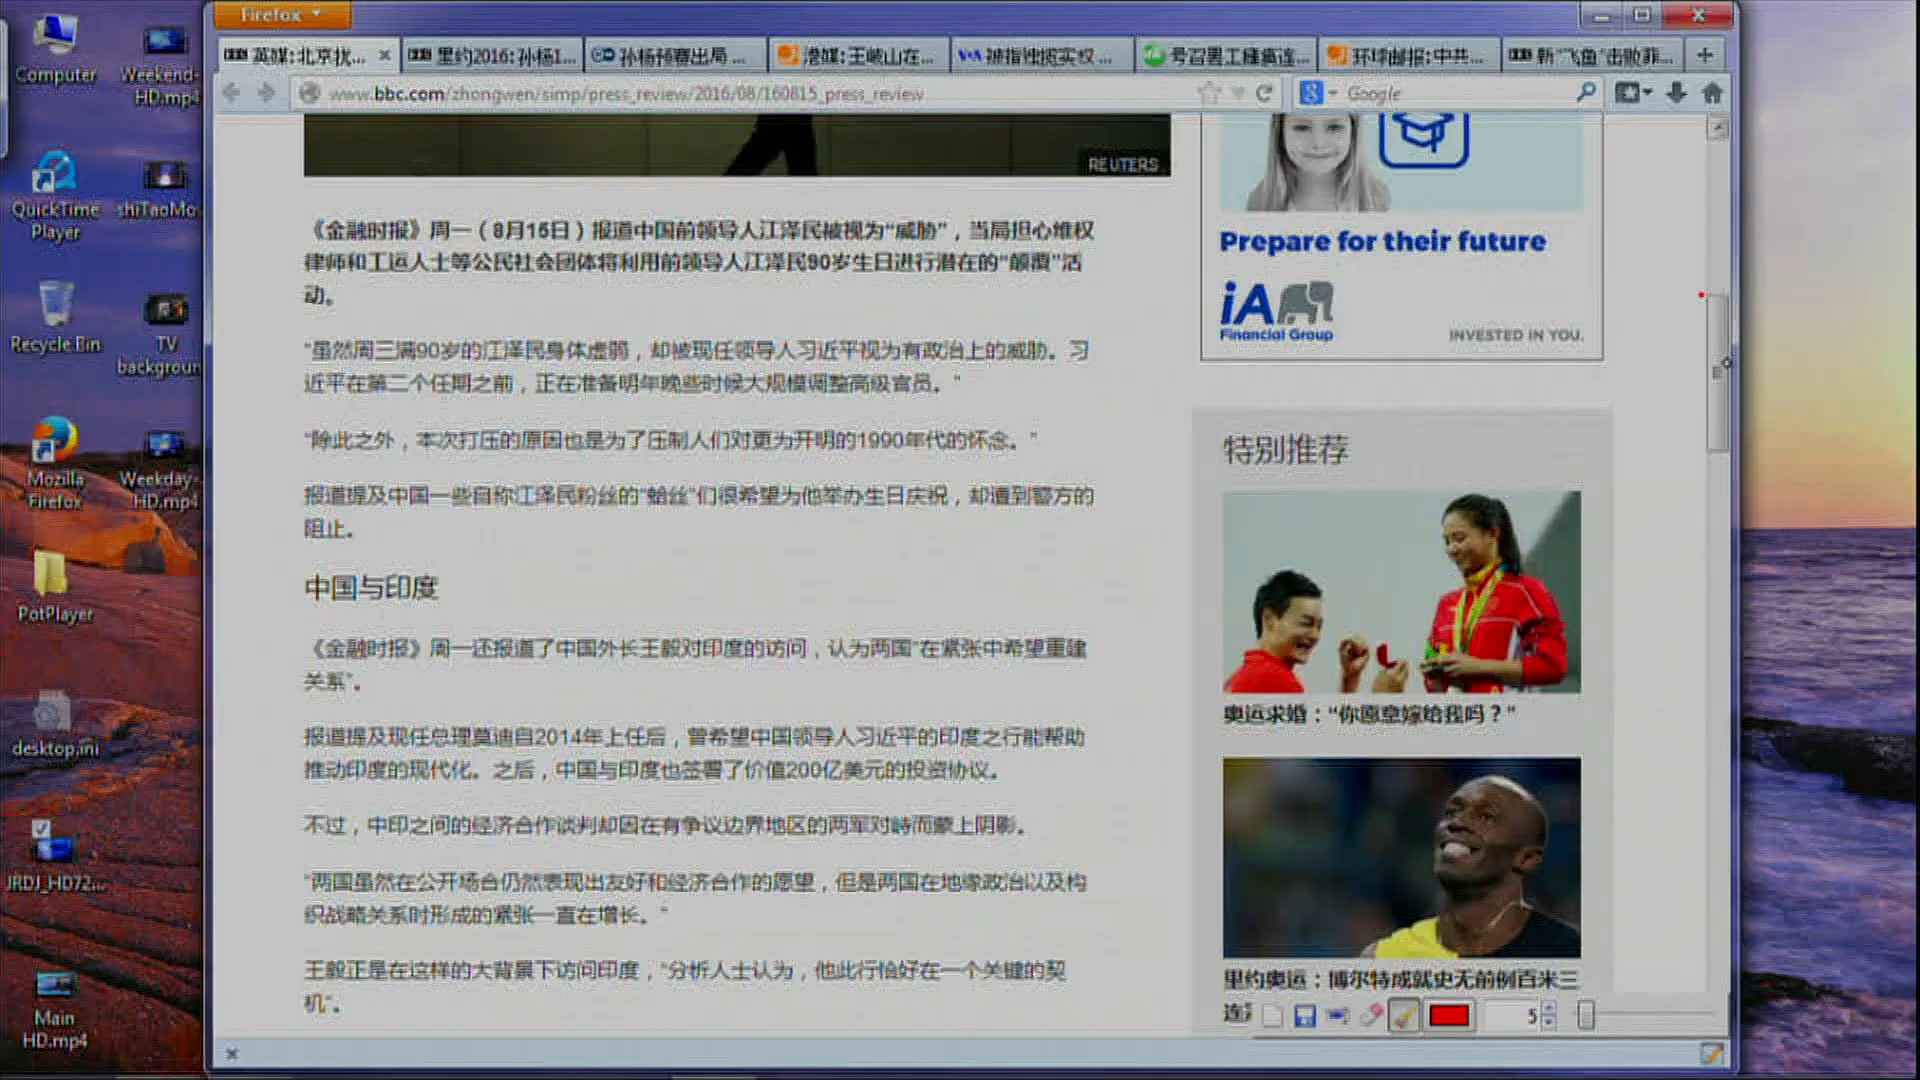 Firefox
英媒:北京扰...
里约2016:孙杨1...
孙杨预赛出局 ...
港媒:王岐山在...
VOA 被指独揽实权 ...
号召罢工罹癌连...
环球邮报:中共...
新"飞鱼"击败菲...
www.bbc.com/zhongwen/simp/press_review/2016/08/160815_press_review
Google
Computer
Weekend-
HD.mp4
QuickTime
Player
shiTaoMo
Recycle Bin
TV
backgroun
Mozilla
Firefox
Weekday-
HD.mp4
PotPlayer
desktop.ini
JRDJ_HD72...
Main
HD.mp4
REUTERS
《金融时报》周一（8月15日）报道中国前领导人江泽民被视为“威胁”，当局担心维权
律师和工运人士等公民社会团体将利用前领导人江泽民90岁生日进行潜在的“颠覆”活
动。
“虽然周三满90岁的江泽民身体虚弱，却被现任领导人习近平视为有政治上的威胁。习
近平在第二个任期之前，正在准备明年晚些时候大规模调整高级官员。”
“除此之外，本次打压的原因也是为了压制人们对更为开明的1990年代的怀念。”
报道提及中国一些自称江泽民粉丝的“蛤丝”们很希望为他举办生日庆祝，却遭到警方的
阻止。
中国与印度
《金融时报》周一还报道了中国外长王毅对印度的访问，认为两国“在紧张中希望重建
关系”。
报道提及现任总理莫迪自2014年上任后，曾希望中国领导人习近平的印度之行能帮助
推动印度的现代化。之后，中国与印度也签署了价值200亿美元的投资协议。
不过，中印之间的经济合作谈判却因在有争议边界地区的两军对峙而蒙上阴影。
“两国虽然在公开场合仍然表现出友好和经济合作的愿望，但是两国在地缘政治以及构
织战略关系时形成的紧张一直在增长。”
王毅正是在这样的大背景下访问印度，“分析人士认为，他此行恰好在一个关键的契
机”。
Prepare for their future
iA
Financial Group
INVESTED IN YOU.
特别推荐
奥运求婚：“你愿意嫁给我吗？”
里约奥运：博尔特成就史无前例百米三
连
5